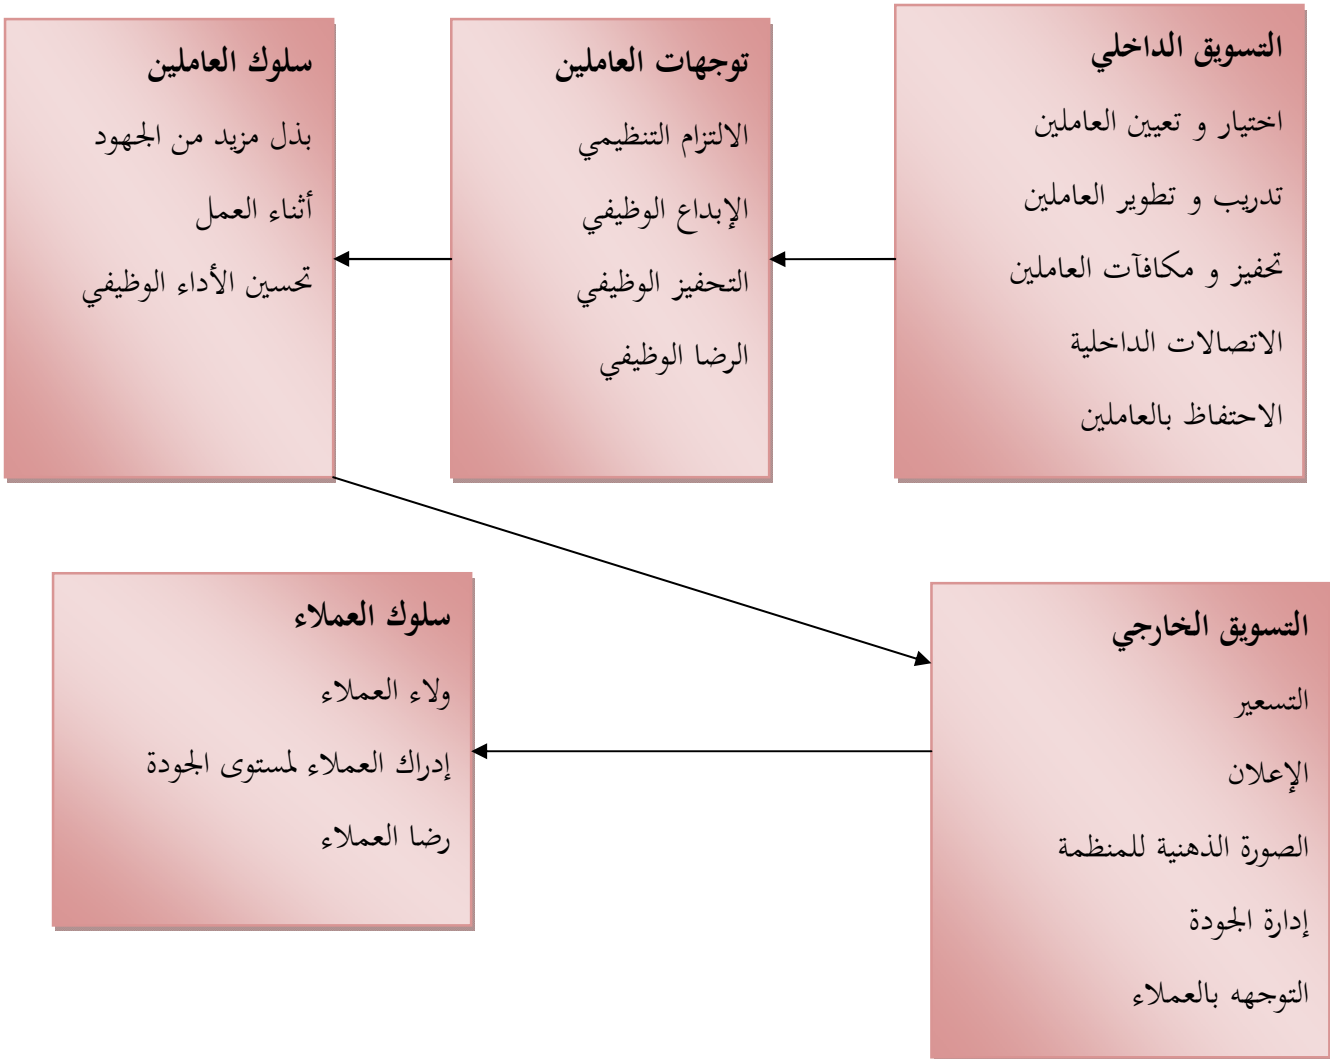 التسويق الداخلي
اختيار و تعيين العاملين
تدريب و تطوير العاملين
تحفيز و مكافآت العاملين
الاتصالات الداخلية
الاحتفاظ بالعاملين
توجهات العاملين
الالتزام التنظيمي
الإبداع الوظيفي
التحفيز الوظيفي
الرضا الوظيفي
سلوك العاملين
بذل مزيد من الجهود
أثناء العمل
تحسين الأداء الوظيفي
التسويق الخارجي
التسعير
الإعلان
الصورة الذهنية للمنظمة
إدارة الجودة
التوجهه بالعملاء
سلوك العملاء
ولاء العملاء
إدراك العملاء لمستوى الجودة
رضا العملاء